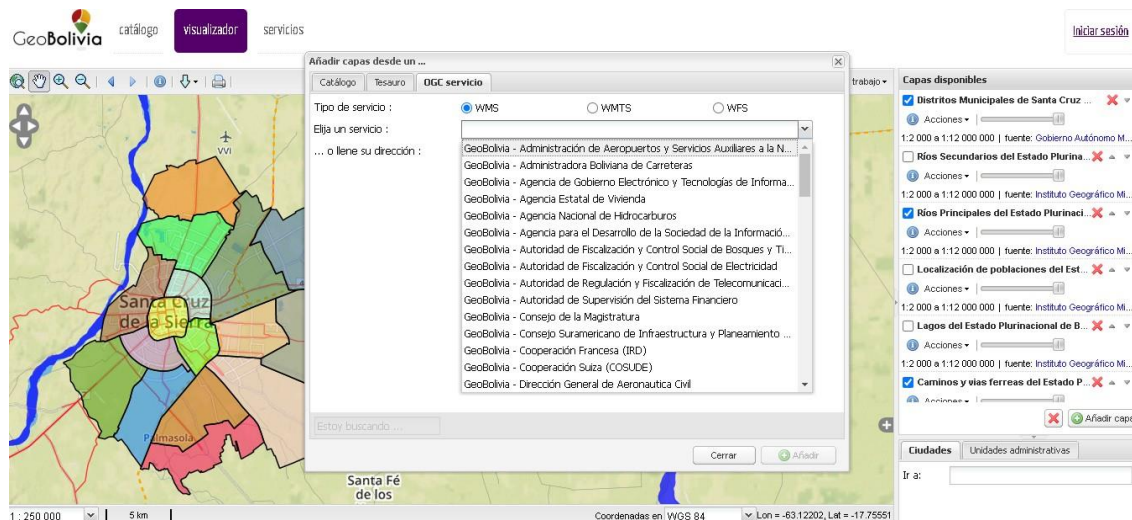 GeoBolivia
catálogo
visualizador
servicios
Iniciar sesión
Añadir capas desde un ...
Catálogo
Tesauro
OGC servicio
Tipo de servicio :
WMS
WMTS
WFS
Elija un servicio :
... o llene su dirección :
GeoBolivia - Administración de Aeropuertos y Servicios Auxiliares a la N...
GeoBolivia - Administradora Boliviana de Carreteras
GeoBolivia - Agencia de Gobierno Electrónico y Tecnologías de Informa...
GeoBolivia - Agencia Estatal de Vivienda
GeoBolivia - Agencia Nacional de Hidrocarburos
GeoBolivia - Agencia para el Desarrollo de la Sociedad de la Informació...
GeoBolivia - Autoridad de Fiscalización y Control Social de Bosques y Ti...
GeoBolivia - Autoridad de Fiscalización y Control Social de Electricidad
GeoBolivia - Autoridad de Regulación y Fiscalización de Telecomunicaci...
GeoBolivia - Autoridad de Supervisión del Sistema Financiero
GeoBolivia - Consejo de la Magistratura
GeoBolivia - Consejo Suramericano de Infraestructura y Planeamiento ...
GeoBolivia - Cooperación Francesa (IRD)
GeoBolivia - Cooperación Suiza (COSUDE)
GeoBolivia - Dirección General de Aeronautica Civil
Estoy buscando ...
Cerrar
Añadir
trabajo
Capas disponibles
Distritos Municipales de Santa Cruz ...
Acciones
1:2 000 a 1:12 000 000 | fuente: Gobierno Autónomo M...
Ríos Secundarios del Estado Plurina...
Acciones
1:2 000 a 1:12 000 000 | fuente: Instituto Geográfico Mi...
Ríos Principales del Estado Plurinaci...
Acciones
1:2 000 a 1:12 000 000 | fuente: Instituto Geográfico Mi...
Localización de poblaciones del Est...
Acciones
1:2 000 a 1:12 000 000 | fuente: Instituto Geográfico Mi...
Lagos del Estado Plurinacional de B...
Acciones
1:2 000 a 1:12 000 000 | fuente: Instituto Geográfico Mi...
Caminos y vias ferreas del Estado P...
Acciones
Añadir capa
Ciudades
Unidades administrativas
Ir a:
VVI
Santa Cruz
de la Sierra
Palmasola
Santa Fé
de los
1 : 250 000
5 km
Coordenadas en WGS 84
Lon = -63.12202, Lat = -17.75551